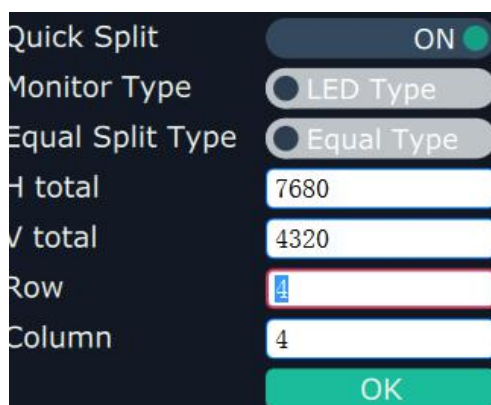 Quick Split ON
Monitor Type LED Type
Equal Split Type Equal Type
H total 7680
V total 4320
Row 4
Column 4
OK